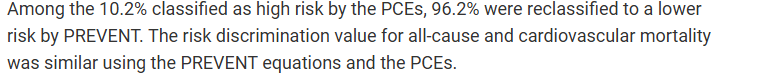 Among the 10.2% classified as high risk by the PCEs, 96.2% were reclassified to a lower
risk by PREVENT. The risk discrimination value for all-cause and cardiovascular mortality
was similar using the PREVENT equations and the PCEs.